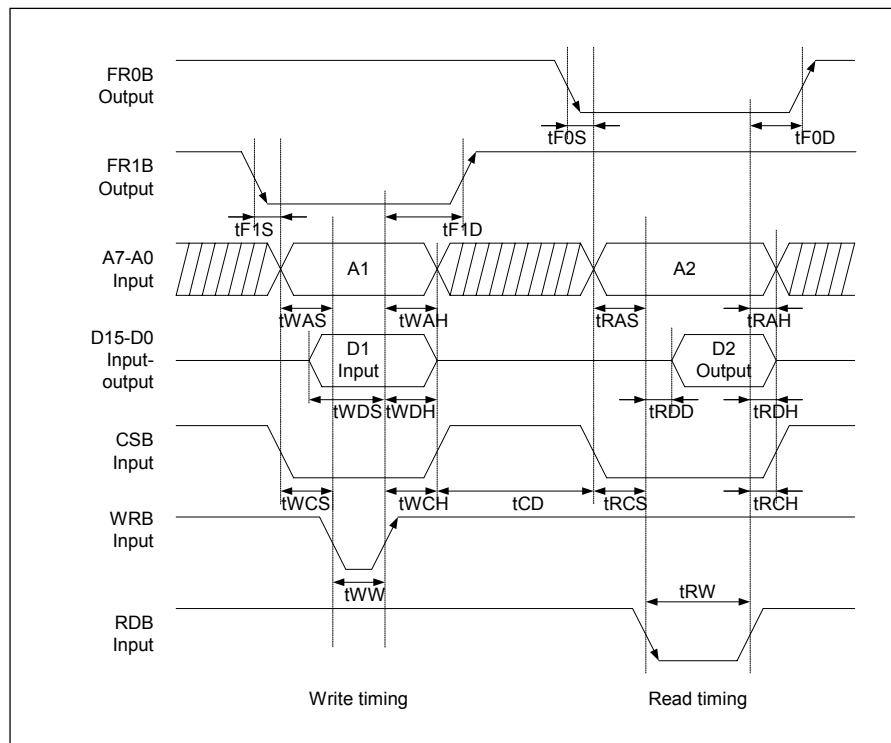 FR0B
Output
tF0S
tF0D
FR1B
Output
tF1S
tF1D
A7-A0
Input
A1
A2
tWAS
tWAH
tRAS
tRAH
D15-D0
Input-
output
D1
Input
D2
Output
tWDS
tWDH
tRDD
tRDH
CSB
Input
tWCS
tWCH
tCD
tRCS
tRCH
WRB
Input
tWW
tRW
RDB
Input
Write timing
Read timing